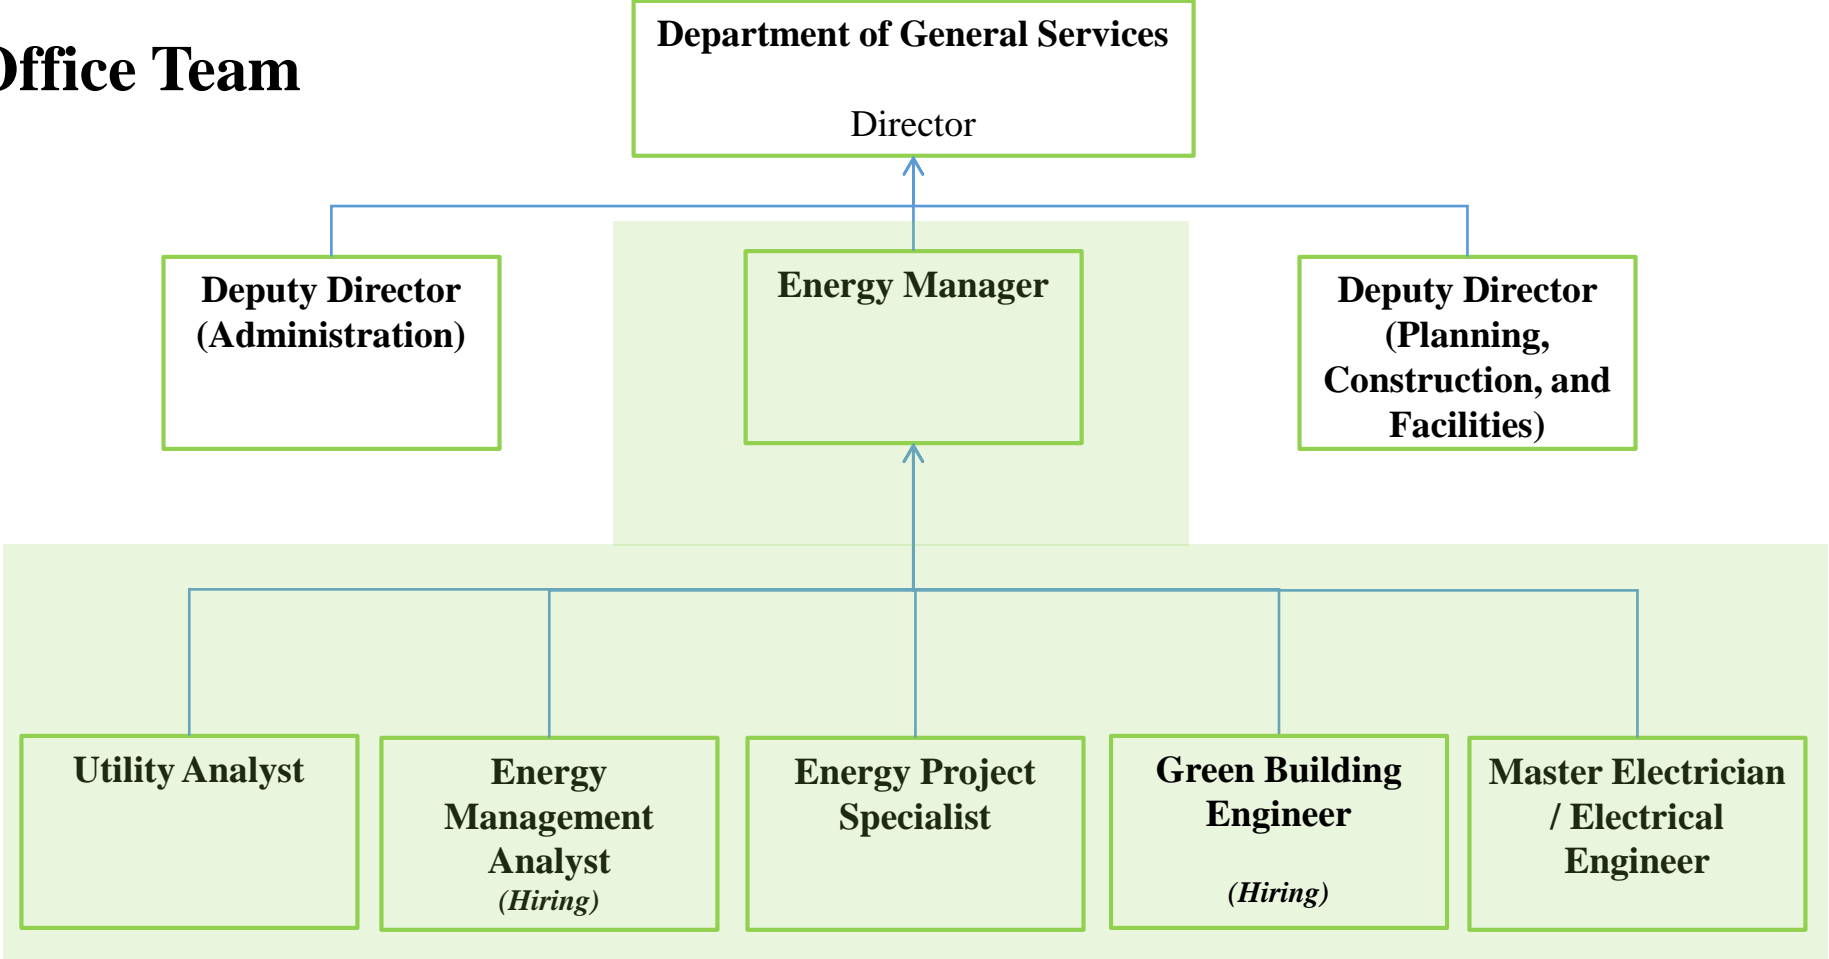 Office Team
Department of General Services
Director
Deputy Director
(Administration)
Energy Manager
Deputy Director
(Planning,
Construction, and
Facilities)
Utility Analyst
Energy
Management
Analyst
(Hiring)
Energy Project
Specialist
Green Building
Engineer
(Hiring)
Master Electrician
/ Electrical
Engineer